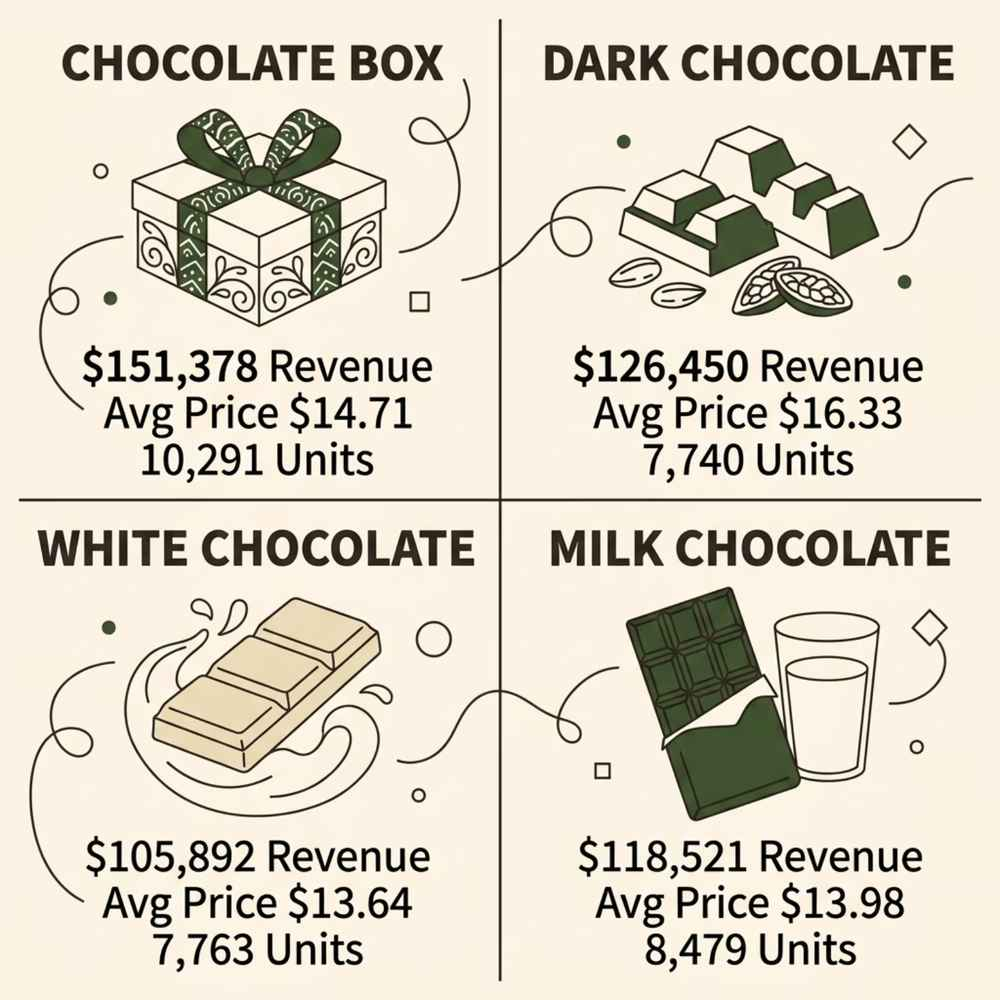 CHOCOLATE BOX
$151,378 Revenue
Avg Price $14.71
10,291 Units
DARK CHOCOLATE
$126,450 Revenue
Avg Price $16.33
7,740 Units
WHITE CHOCOLATE
$105,892 Revenue
Avg Price $13.64
7,763 Units
MILK CHOCOLATE
$118,521 Revenue
Avg Price $13.98
8,479 Units